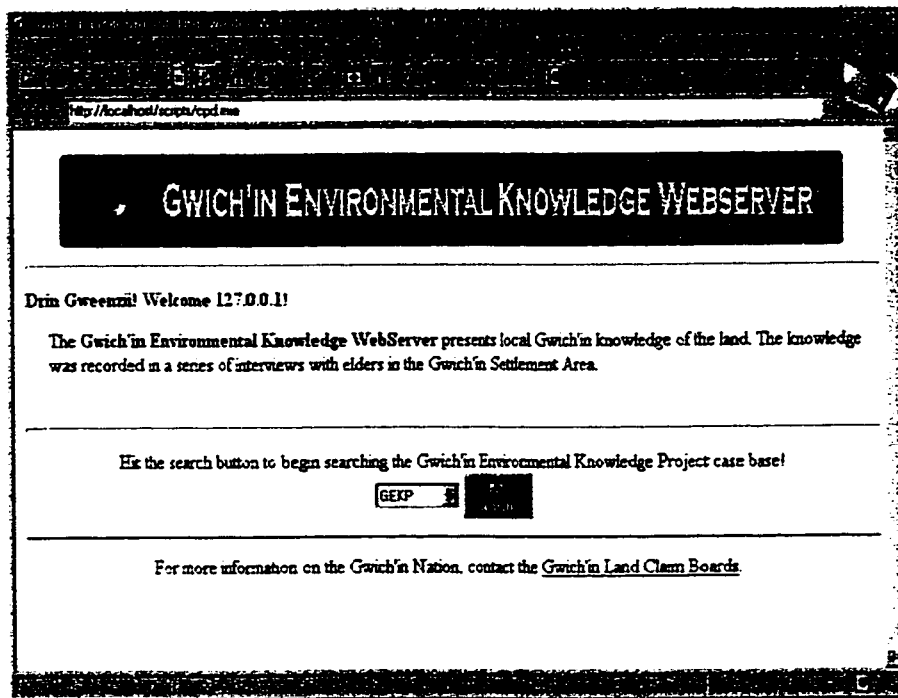 http://localhost/scripts/cpd.exe
GWICH'IN ENVIRONMENTAL KNOWLEDGE WEBSERVER
Drin Gweenzii! Welcome 127.0.0.1!
The Gwich'in Environmental Knowledge WebServer presents local Gwich'in knowledge of the land. The knowledge
was recorded in a series of interviews with elders in the Gwich'in Settlement Area.
Hit the search button to begin searching the Gwich'in Environmental Knowledge Project case base!
GEKP
For more information on the Gwich'in Nation, contact the Gwich'in Land Claim Boards.